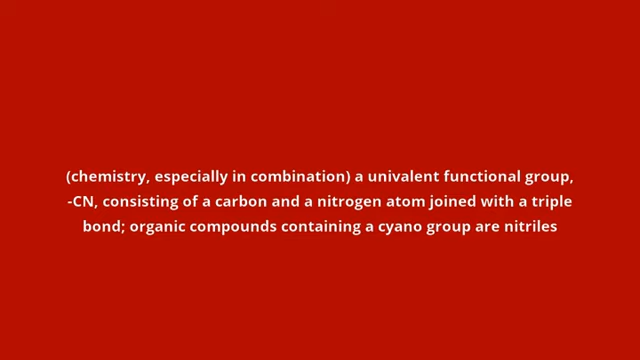 (chemistry, especially in combination) a univalent functional group,
-CN, consisting of a carbon and a nitrogen atom joined with a triple
bond; organic compounds containing a cyano group are nitriles